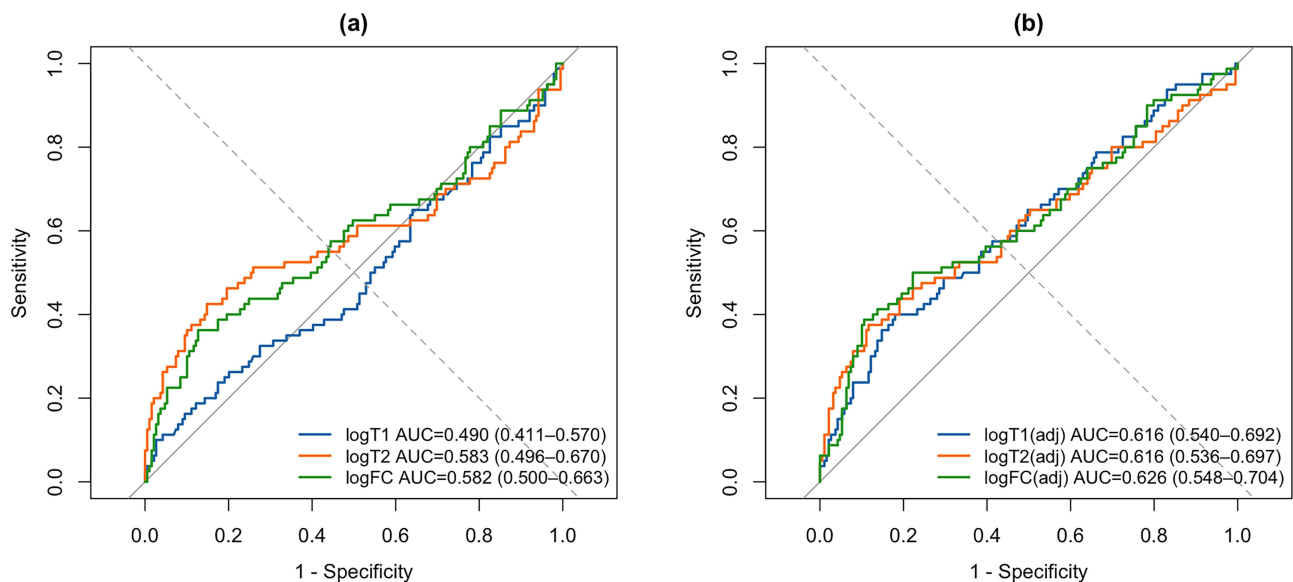 (a)
Sensitivity
1.0
0.8
0.6
0.4
0.2
0.0
logT1 AUC=0.490 (0.411–0.570)
logT2 AUC=0.583 (0.496–0.670)
logFC AUC=0.582 (0.500–0.663)
0.0 0.2 0.4 0.6 0.8 1.0
1 - Specificity
(b)
Sensitivity
1.0
0.8
0.6
0.4
0.2
0.0
logT1(adj) AUC=0.616 (0.540–0.692)
logT2(adj) AUC=0.616 (0.536–0.697)
logFC(adj) AUC=0.626 (0.548–0.704)
0.0 0.2 0.4 0.6 0.8 1.0
1 - Specificity